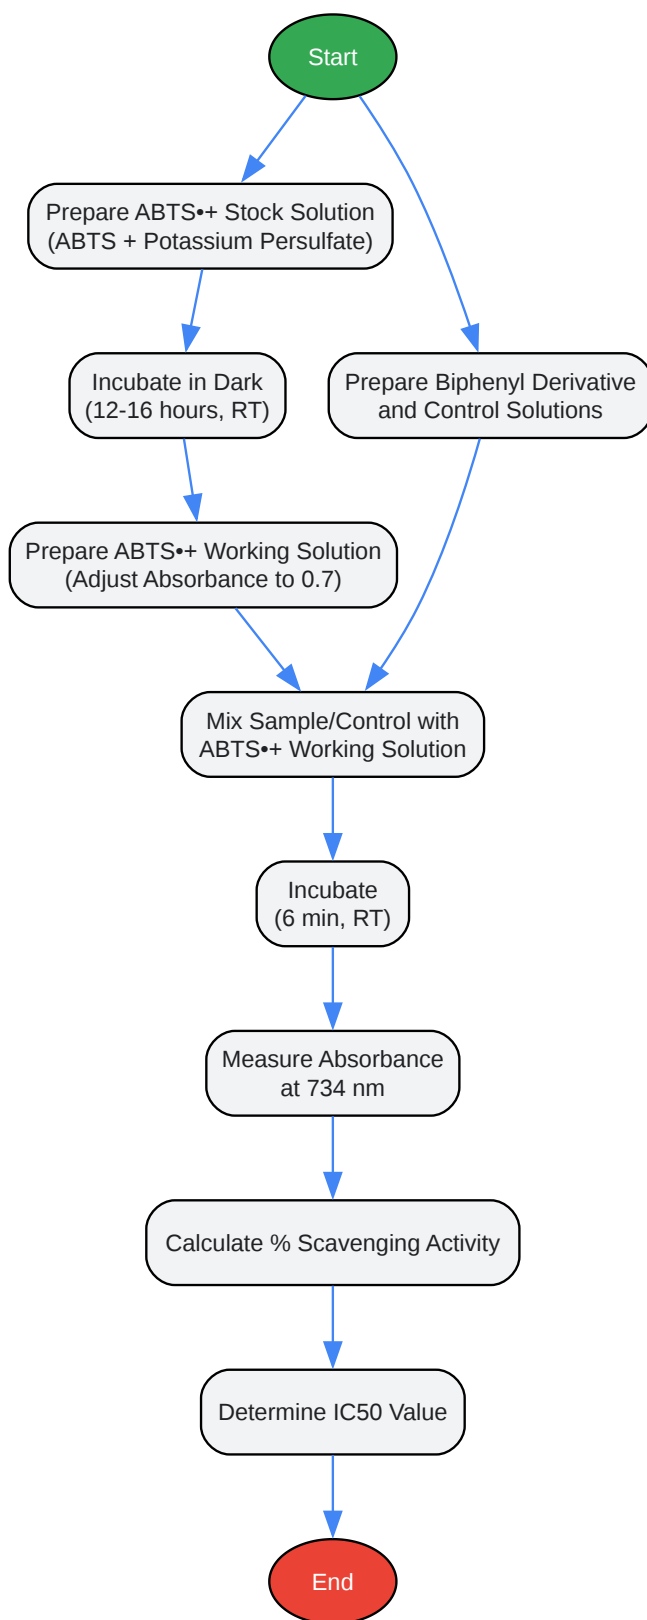 Start
Prepare ABTS•+ Stock Solution
(ABTS + Potassium Persulfate)
Incubate in Dark
(12-16 hours, RT)
Prepare Biphenyl Derivative
and Control Solutions
Prepare ABTS•+ Working Solution
(Adjust Absorbance to 0.7)
Mix Sample/Control with
ABTS•+ Working Solution
Incubate
(6 min, RT)
Measure Absorbance
at 734 nm
Calculate % Scavenging Activity
Determine IC50 Value
End